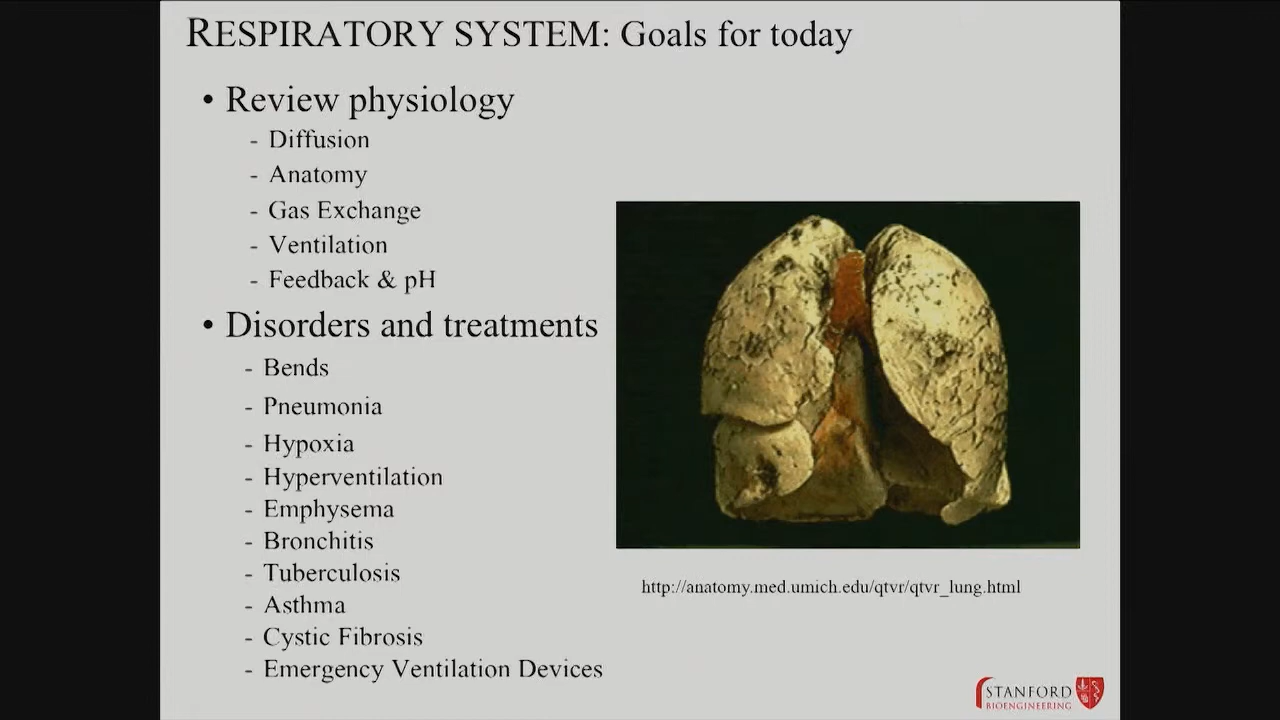 RESPIRATORY SYSTEM: Goals for today
• Review physiology
- Diffusion
- Anatomy
- Gas Exchange
- Ventilation
- Feedback & pH
• Disorders and treatments
- Bends
- Pneumonia
- Hypoxia
- Hyperventilation
- Emphysema
- Bronchitis
- Tuberculosis
- Asthma
- Cystic Fibrosis
- Emergency Ventilation Devices
http://anatomy.med.umich.edu/qtvr/qtvr_lung.html
STANFORD
BIOENGINEERING